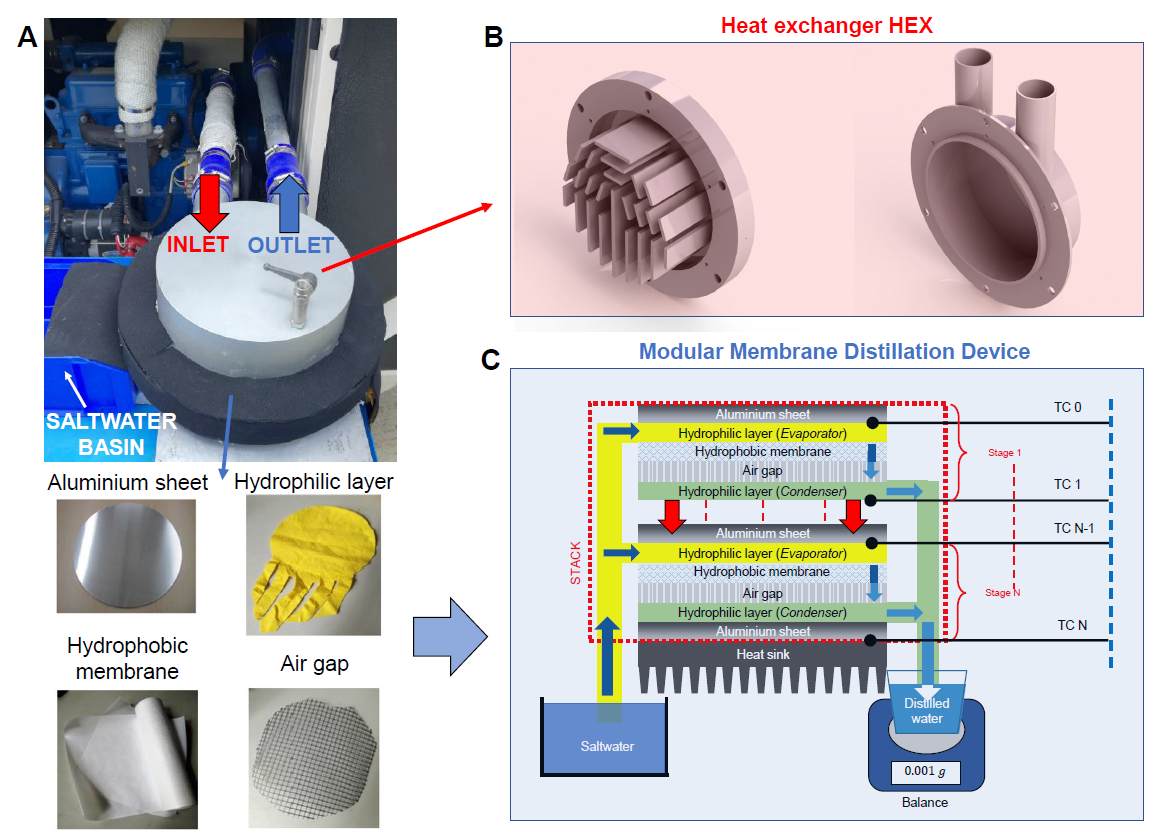 A
INLET
OUTLET
SALTWATER
BASIN
Aluminium sheet
Hydrophilic layer
Hydrophobic
membrane
Air gap
B
Heat exchanger HEX
C
Modular Membrane Distillation Device
STACK
Aluminium sheet
Hydrophilic layer (Evaporator)
Hydrophobic membrane
Air gap
Hydrophilic layer (Condenser)
Aluminium sheet
Hydrophilic layer (Evaporator)
Hydrophobic membrane
Air gap
Hydrophilic layer (Condenser)
Aluminium sheet
Heat sink
TC 0
Stage 1
TC 1
TC N-1
Stage N
TC N
Saltwater
Distilled
water
0.001 g
Balance